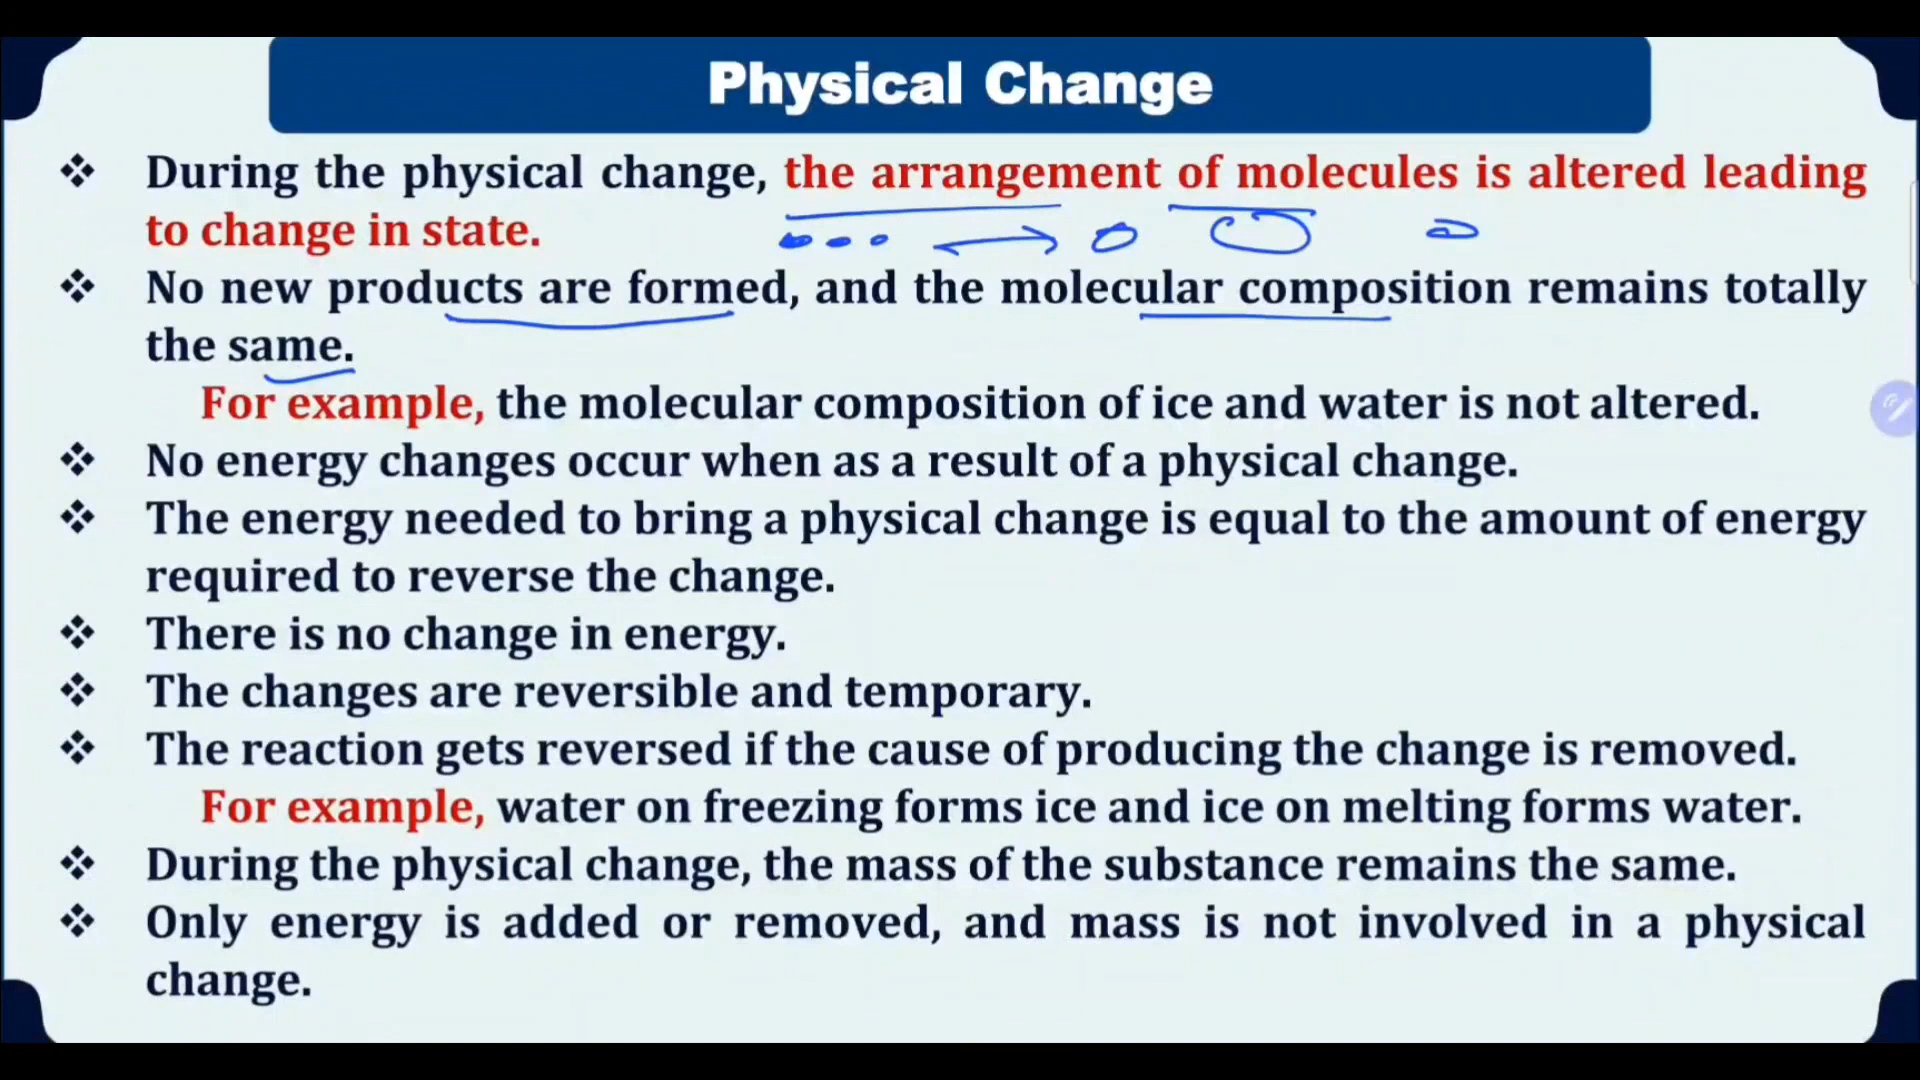 Physical Change
❖ During the physical change, the arrangement of molecules is altered leading
to change in state.
❖ No new products are formed, and the molecular composition remains totally
the same.
For example, the molecular composition of ice and water is not altered.
❖ No energy changes occur when as a result of a physical change.
❖ The energy needed to bring a physical change is equal to the amount of energy
required to reverse the change.
❖ There is no change in energy.
❖ The changes are reversible and temporary.
❖ The reaction gets reversed if the cause of producing the change is removed.
For example, water on freezing forms ice and ice on melting forms water.
❖ During the physical change, the mass of the substance remains the same.
❖ Only energy is added or removed, and mass is not involved in a physical
change.